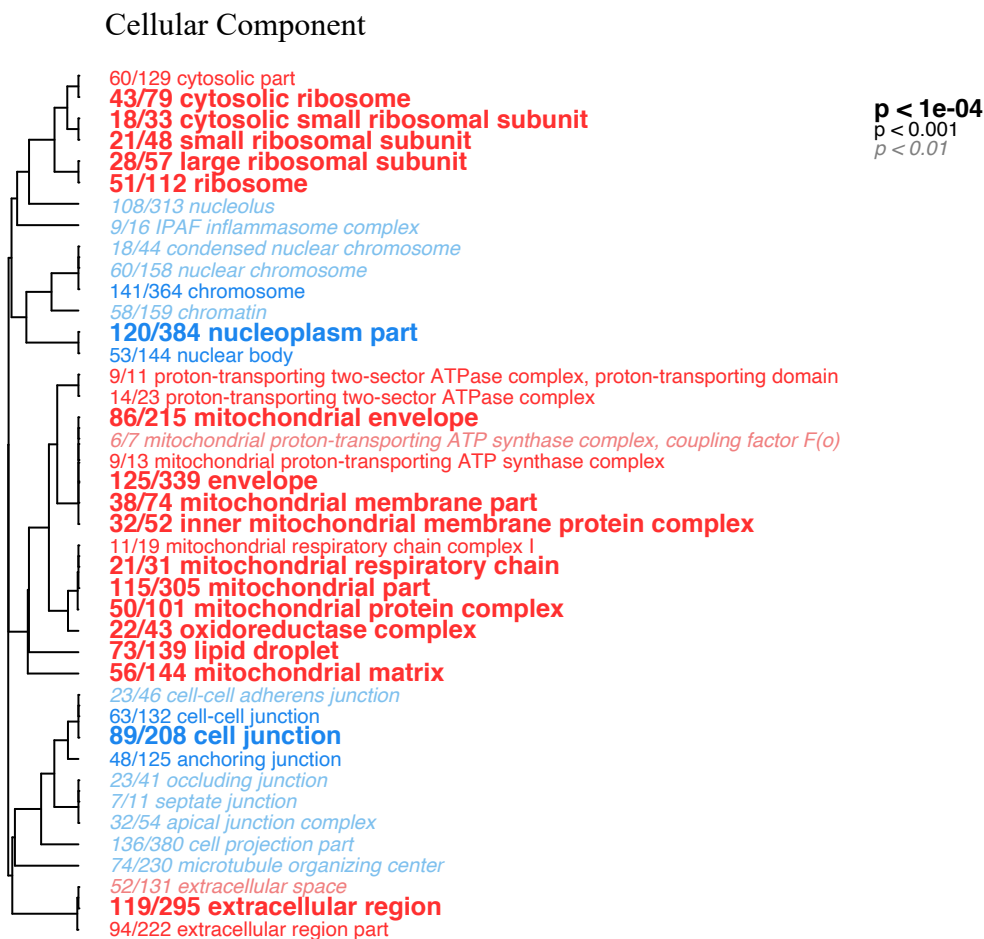 Cellular Component
60/129 cytosolic part
43/79 cytosolic ribosome
18/33 cytosolic small ribosomal subunit
21/48 small ribosomal subunit
28/57 large ribosomal subunit
51/112 ribosome
108/313 nucleolus
9/16 IPAF inflammasome complex
18/44 condensed nuclear chromosome
60/158 nuclear chromosome
141/364 chromosome
58/159 chromatin
120/384 nucleoplasm part
53/144 nuclear body
9/11 proton-transporting two-sector ATPase complex, proton-transporting domain
14/23 proton-transporting two-sector ATPase complex
86/215 mitochondrial envelope
6/7 mitochondrial proton-transporting ATP synthase complex, coupling factor F(o)
9/13 mitochondrial proton-transporting ATP synthase complex
125/339 envelope
38/74 mitochondrial membrane part
32/52 inner mitochondrial membrane protein complex
11/19 mitochondrial respiratory chain complex I
21/31 mitochondrial respiratory chain
115/305 mitochondrial part
50/101 mitochondrial protein complex
22/43 oxidoreductase complex
73/139 lipid droplet
56/144 mitochondrial matrix
23/46 cell-cell adherens junction
63/132 cell-cell junction
89/208 cell junction
48/125 anchoring junction
23/41 occluding junction
7/11 septate junction
32/54 apical junction complex
136/380 cell projection part
74/230 microtubule organizing center
52/131 extracellular space
119/295 extracellular region
94/222 extracellular region part
p < 1e-04
p < 0.001
p < 0.01